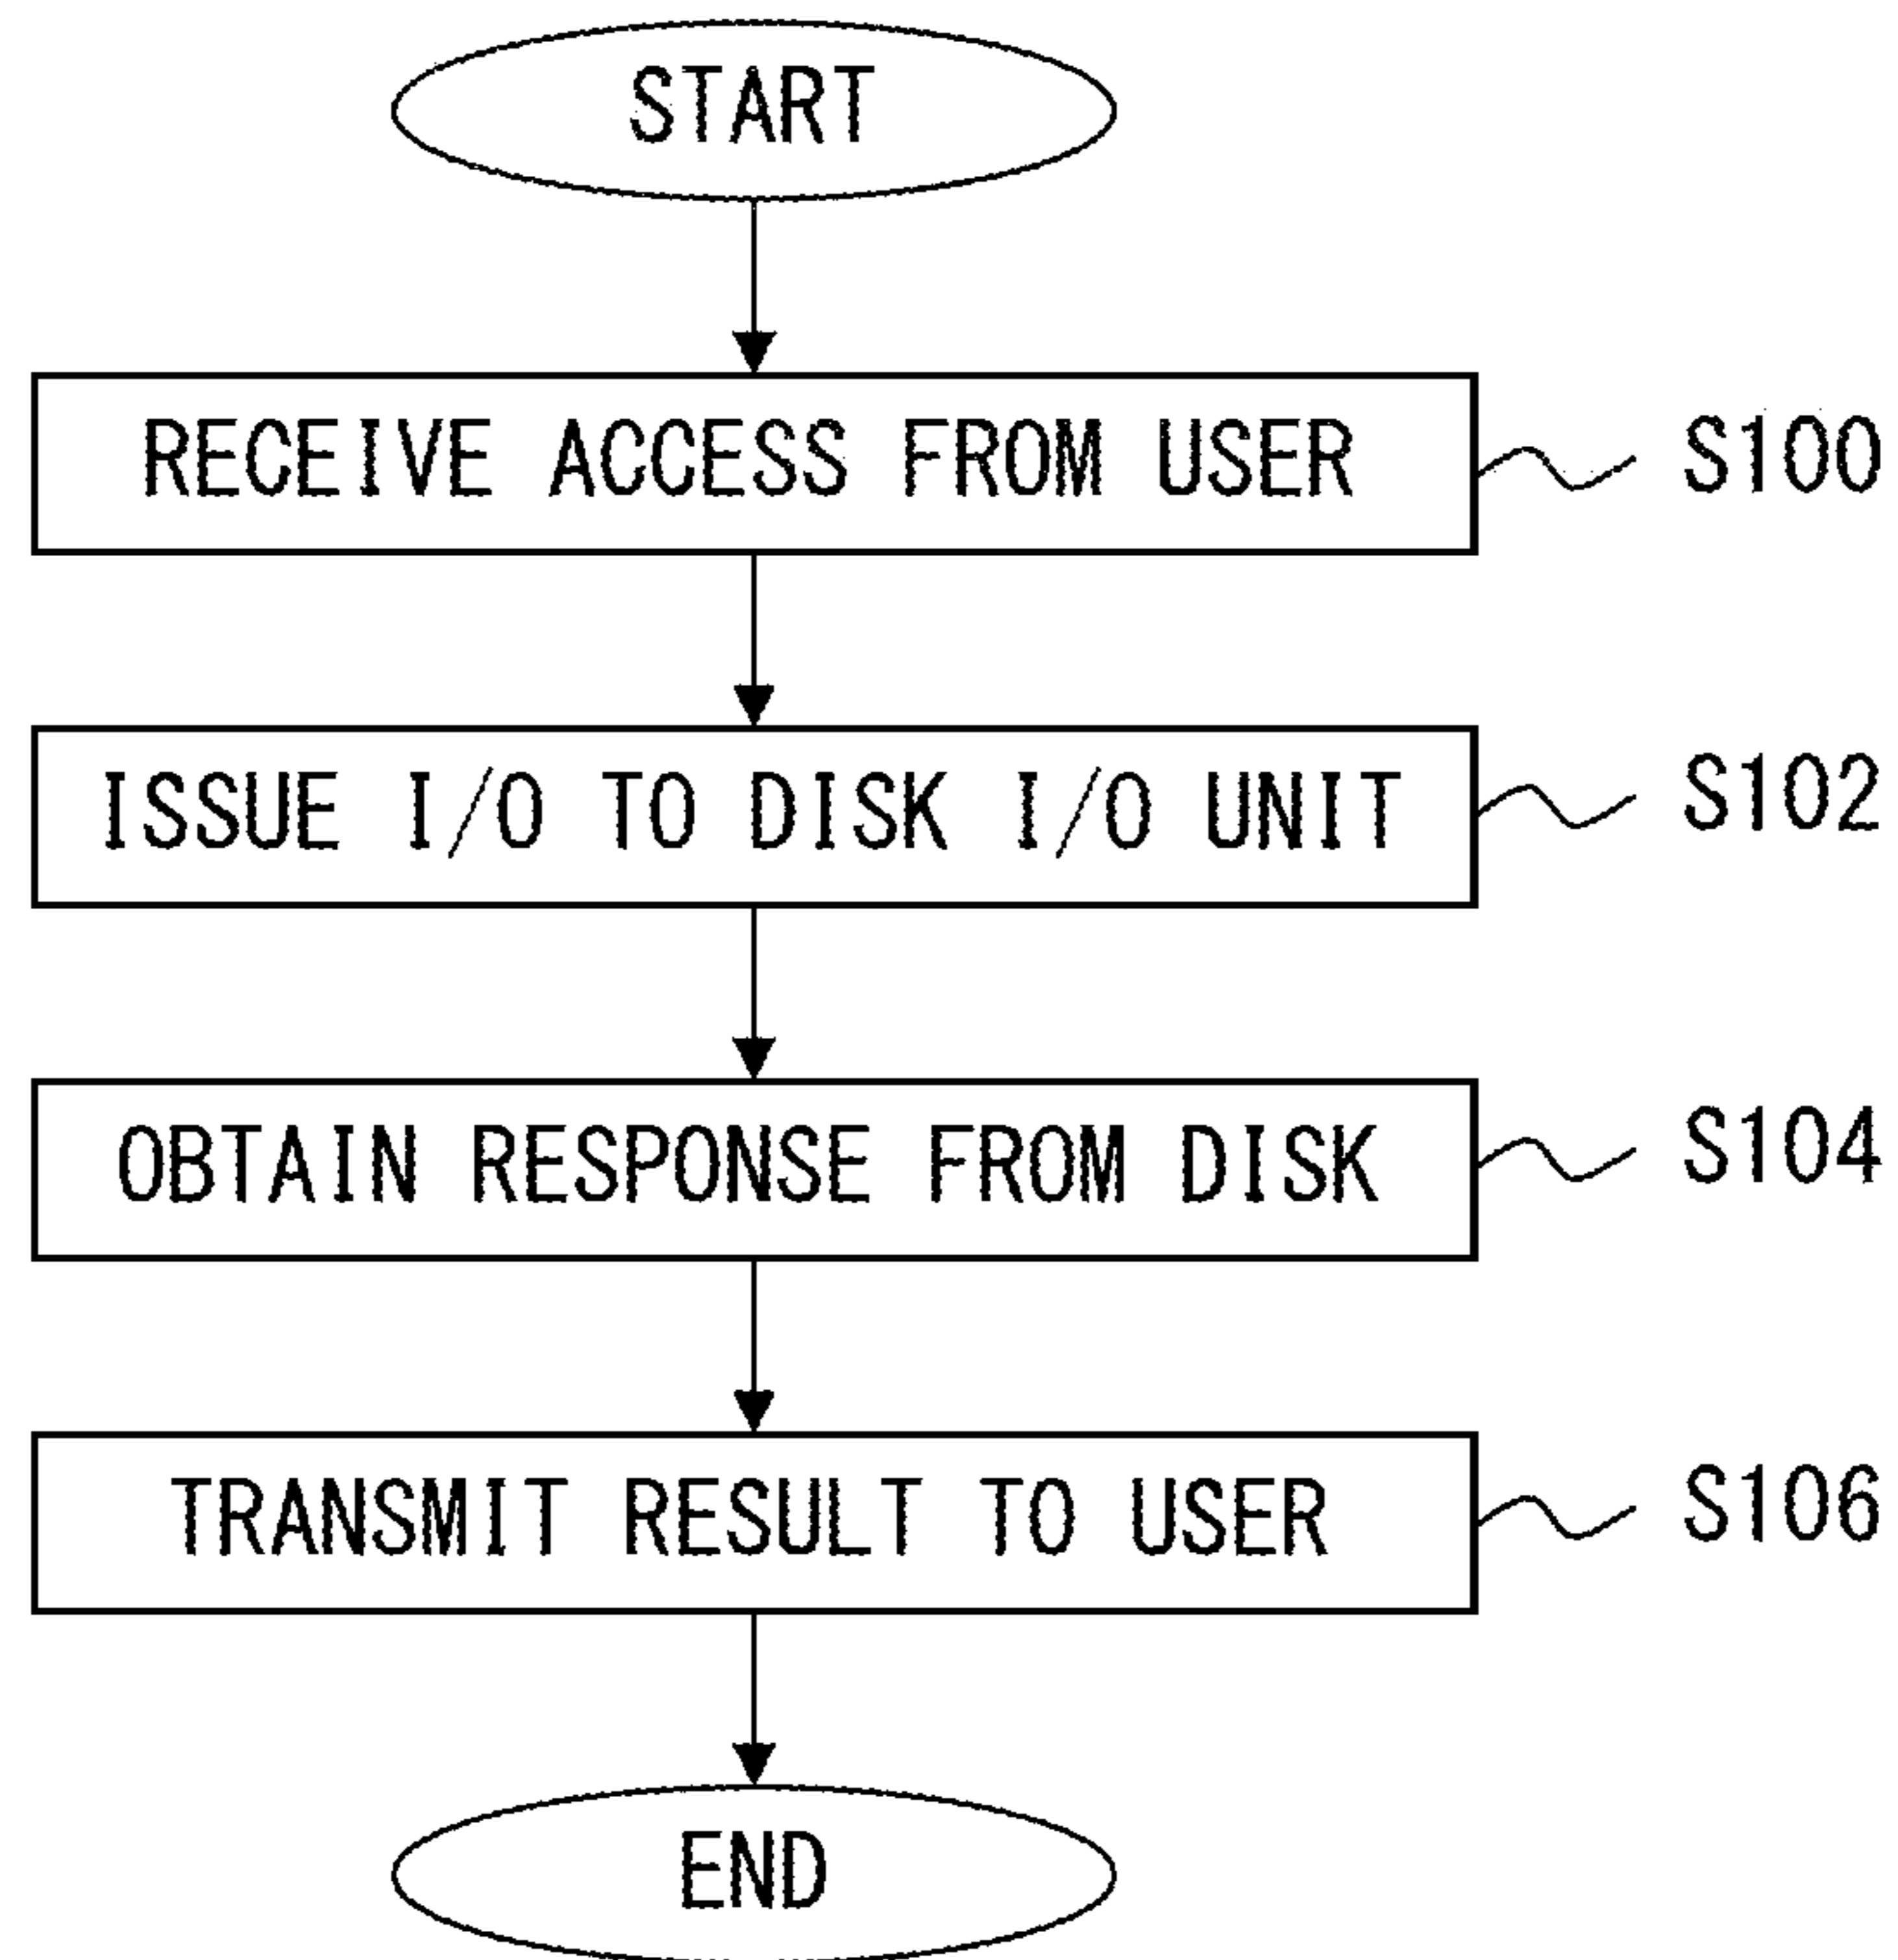 START
RECEIVE ACCESS FROM USER
S100
ISSUE I/O TO DISK I/O UNIT
S102
OBTAIN RESPONSE FROM DISK
S104
TRANSMIT RESULT TO USER
S106
END